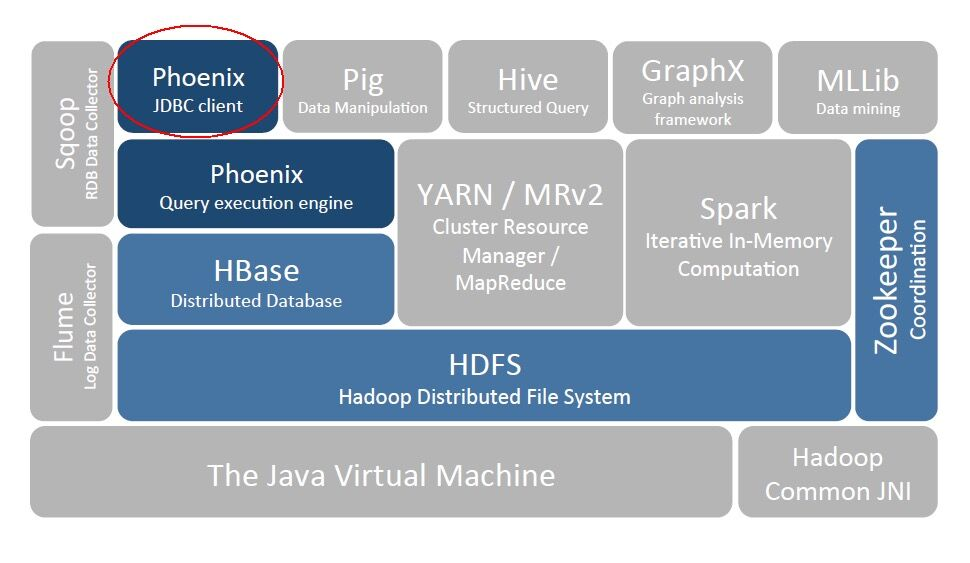 Sqoop
RDB Data Collector
Phoenix
JDBC client
Pig
Data Manipulation
Hive
Structured Query
GraphX
Graph analysis
framework
MLLib
Data mining
Phoenix
Query execution engine
YARN / MRv2
Cluster Resource
Manager /
MapReduce
Spark
Iterative In-Memory
Computation
Zookeeper
Coordination
Flume
Log Data Collector
HBase
Distributed Database
HDFS
Hadoop Distributed File System
The Java Virtual Machine
Hadoop
Common JNI